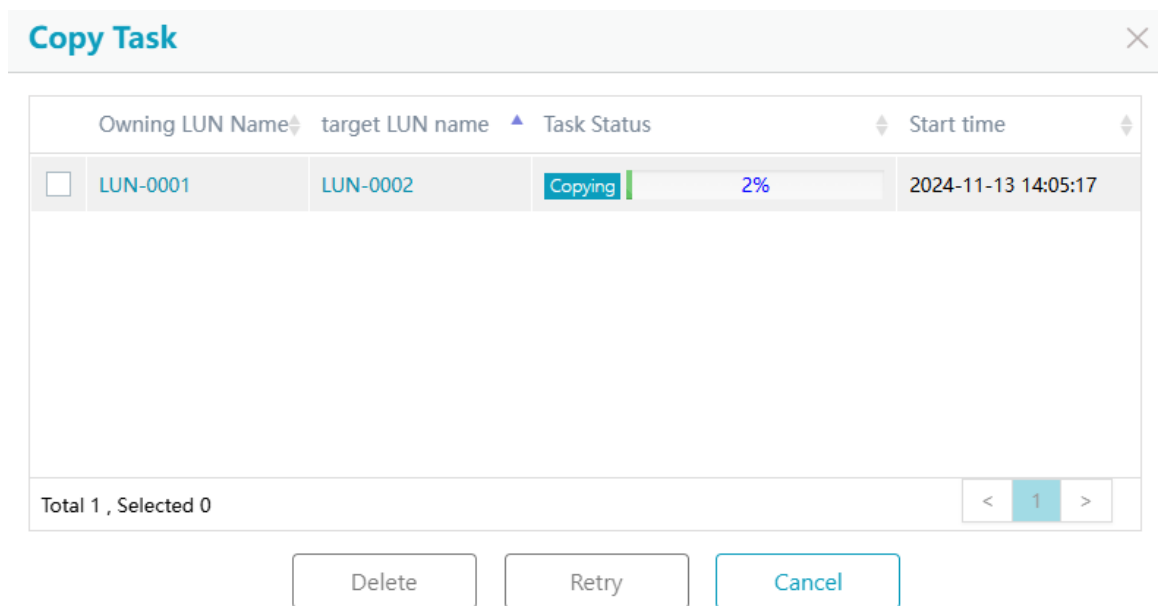 Copy Task
Owning LUN Name target LUN name Task Status Start time
LUN-0001 LUN-0002 Copying 2% 2024-11-13 14:05:17
Total 1 , Selected 0 < 1 >
Delete Retry Cancel